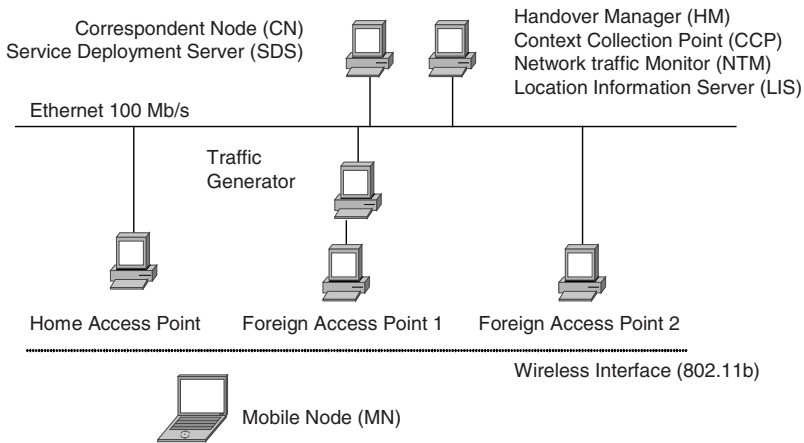 Correspondent Node (CN)
Service Deployment Server (SDS)
Handover Manager (HM)
Context Collection Point (CCP)
Network traffic Monitor (NTM)
Location Information Server (LIS)
Ethernet 100 Mb/s
Traffic
Generator
Home Access Point
Foreign Access Point 1
Foreign Access Point 2
Wireless Interface (802.11b)
Mobile Node (MN)